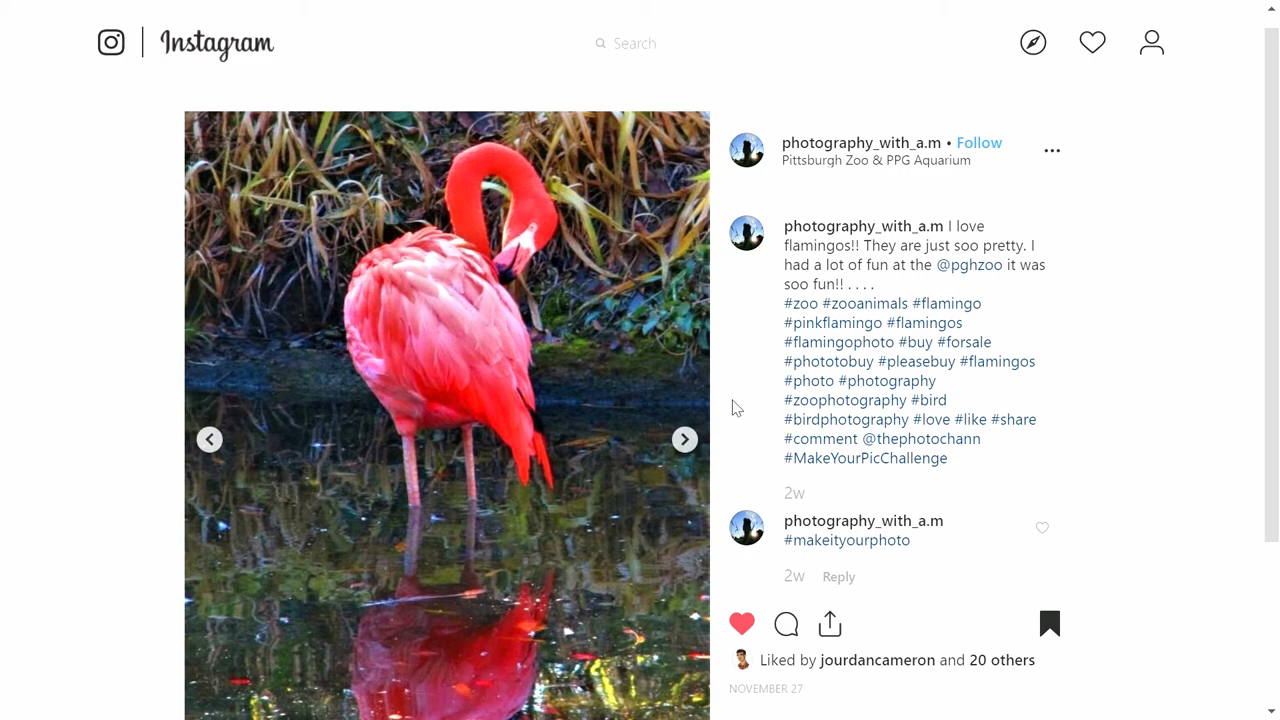 Instagram
Search
photography_with_a.m • Follow
Pittsburgh Zoo & PPG Aquarium
photography_with_a.m I love
flamingos!! They are just soo pretty. I
had a lot of fun at the @pghzoo it was
soo fun!! . . . .
#zoo #zooanimals #flamingo
#pinkflamingo #flamingos
#flamingophoto #buy #forsale
#phototobuy #pleasebuy #flamingos
#photo #photography
#zoophotography #bird
#birdphotography #love #like #share
#comment @thephotochann
#MakeYourPicChallenge
2w
photography_with_a.m
#makeityourphoto
2w Reply
Liked by jourdancameron and 20 others
NOVEMBER 27